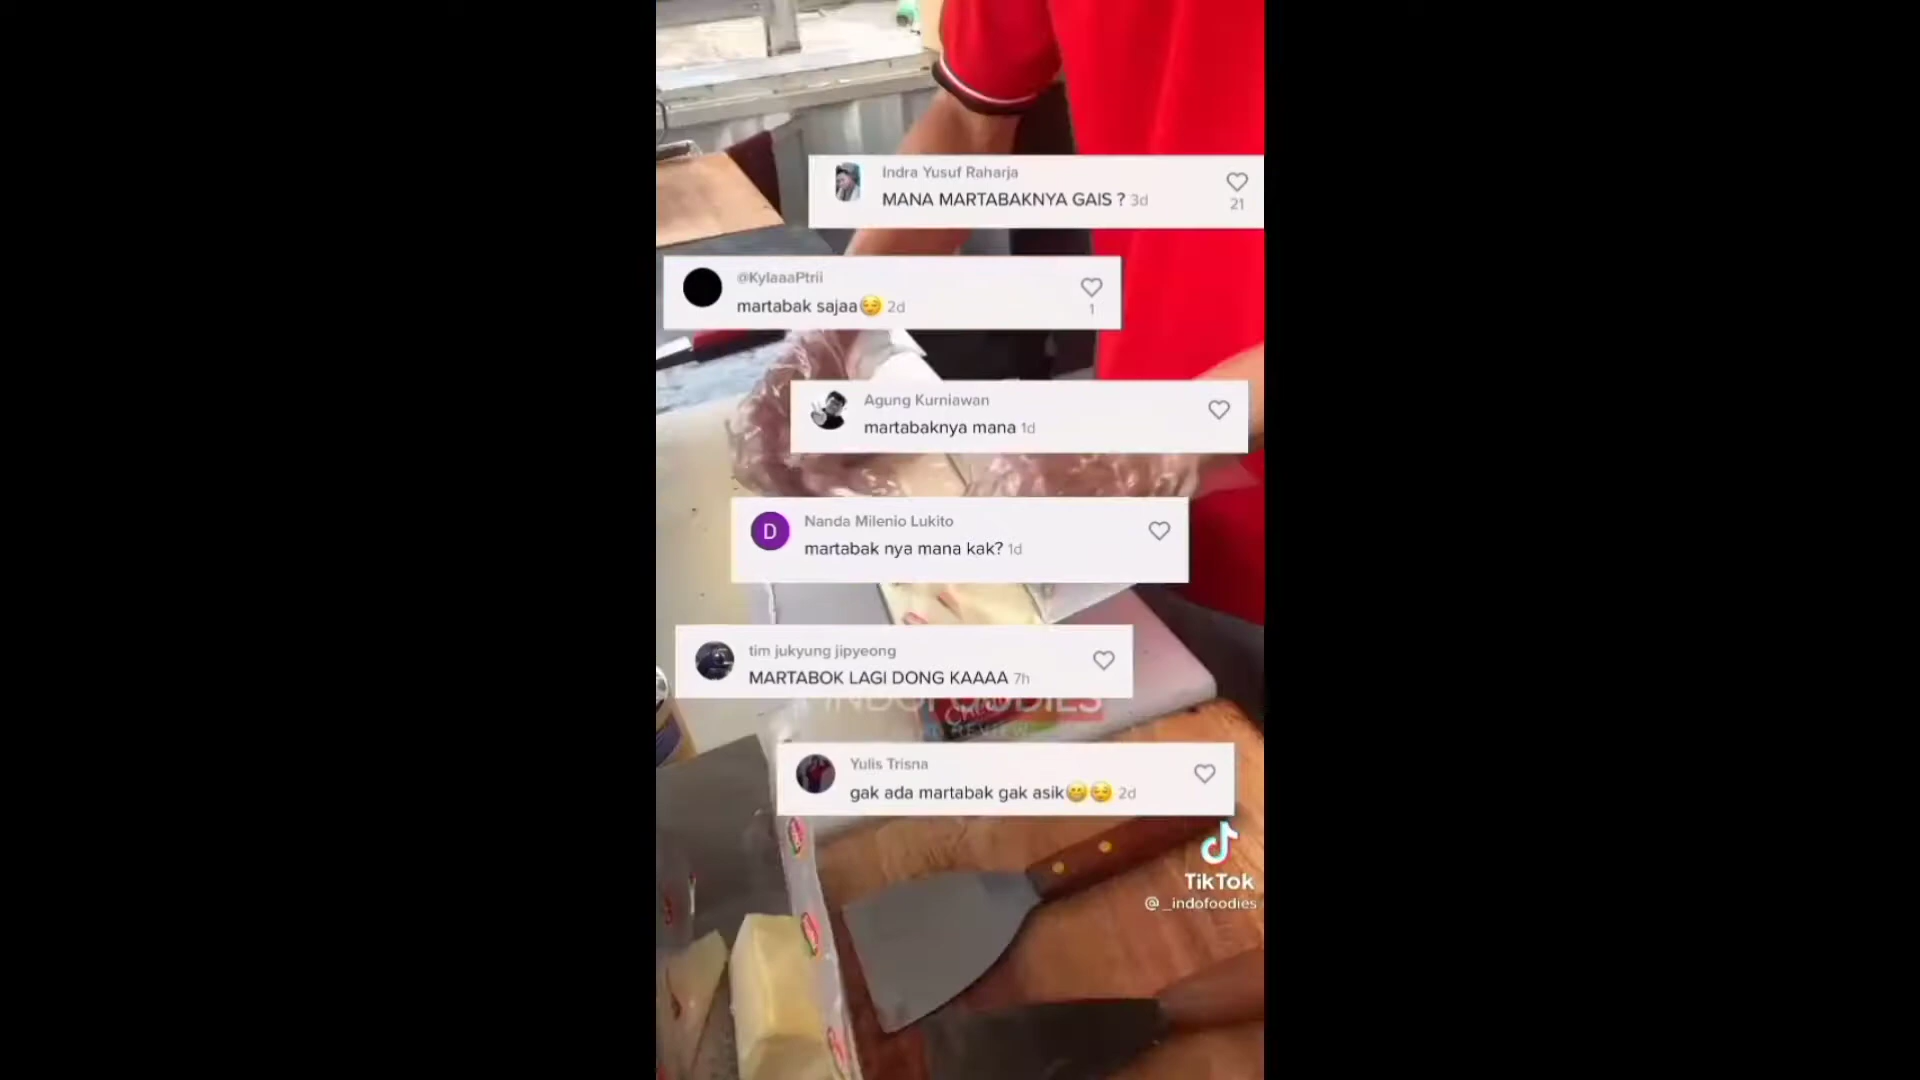 Indra Yusuf Raharja
MANA MARTABAKNYA GAIS ? 3d
21
@KylaaaPtrii
martabak sajaa😌 2d
1
Agung Kurniawan
martabaknya mana 1d
D
Nanda Milenio Lukito
martabak nya mana kak? 1d
tim jukyung jipyeong
MARTABOK LAGI DONG KAAAA 7h
INDOFOODIES
REVIEW
Yulis Trisna
gak ada martabak gak asik😬😌 2d
TikTok
@_indofoodies